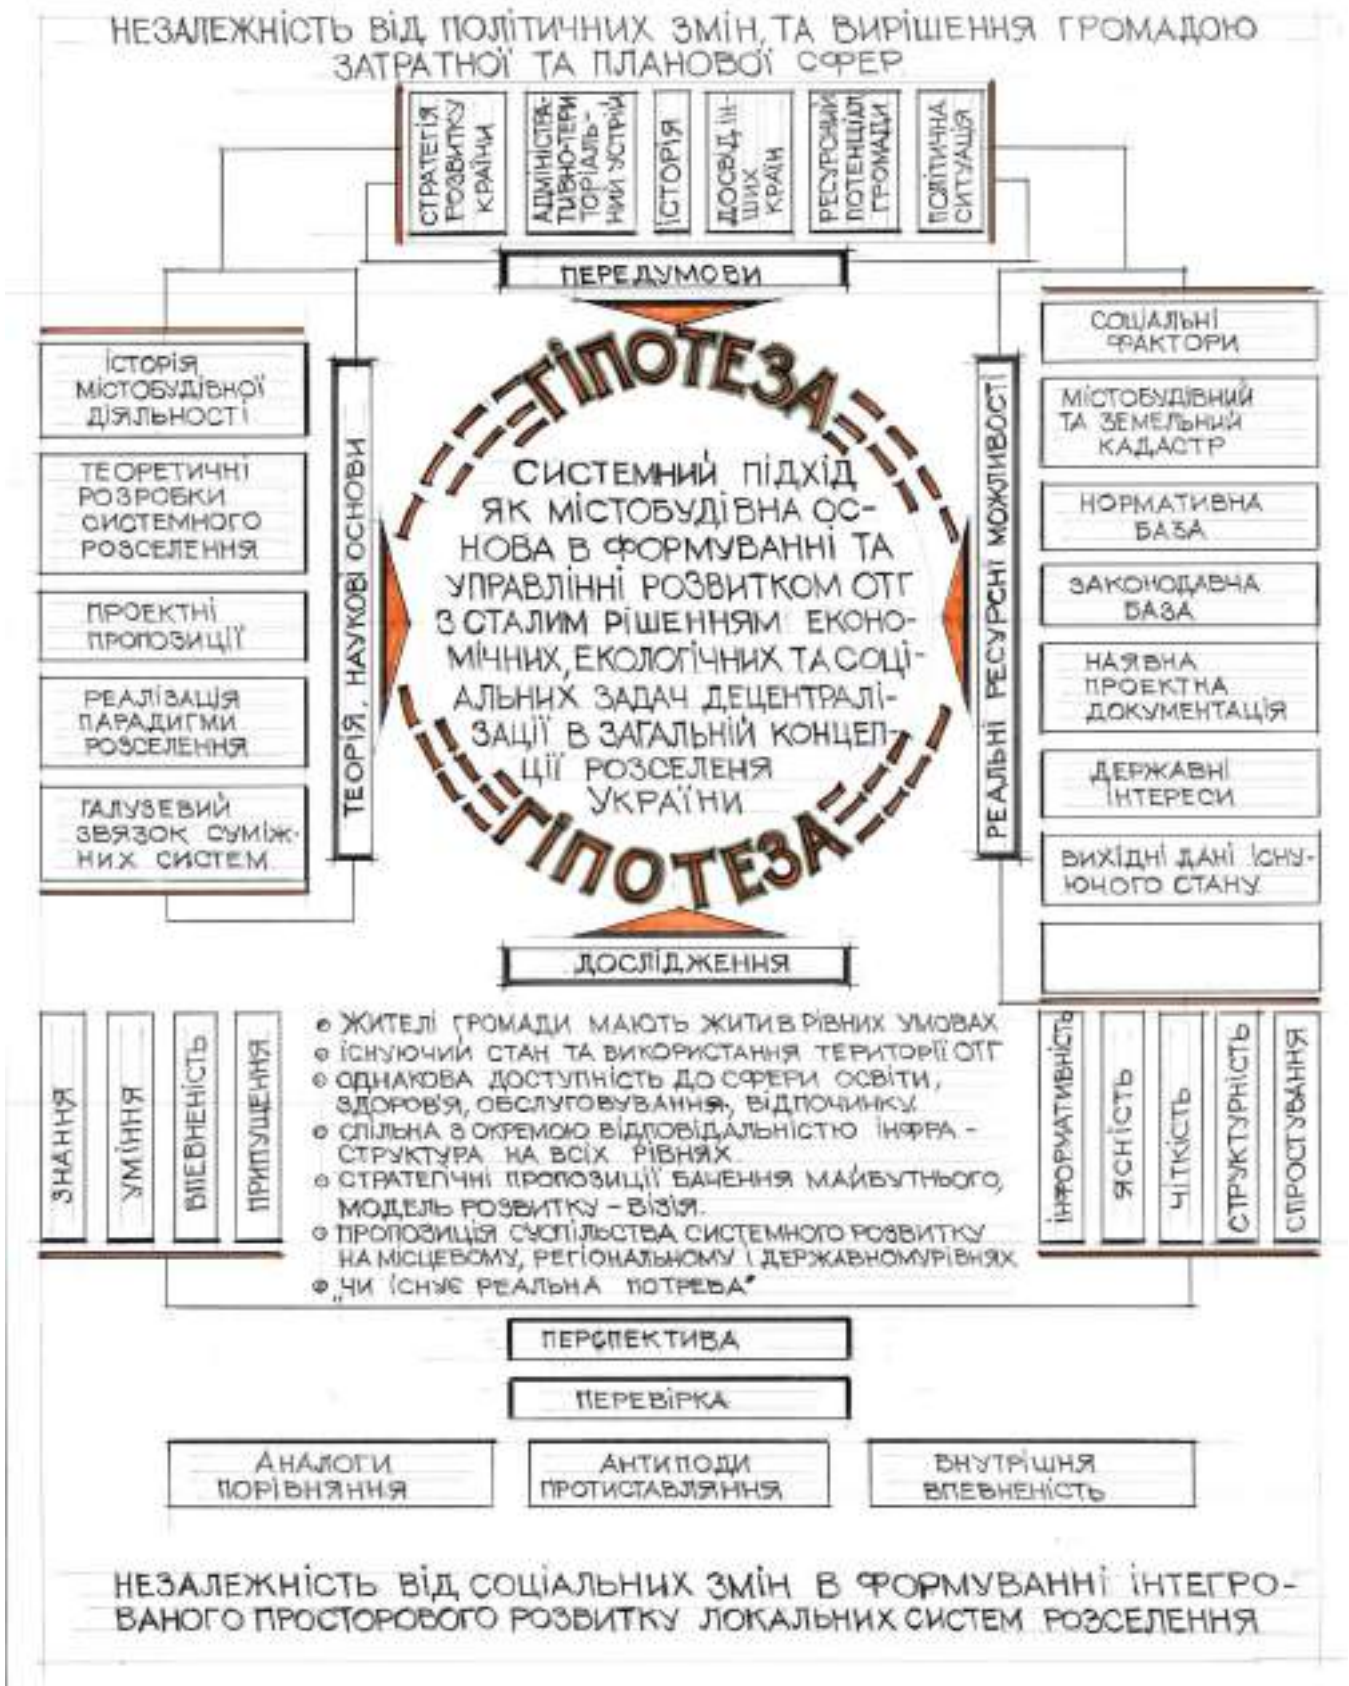 НЕЗАЛЕЖНІСТЬ ВІД ПОЛІТИЧНИХ ЗМІН, ТА ВИРІШЕННЯ ГРОМАДОЮ
ЗАТРАТНОЇ ТА ПЛАНОВОЇ СФЕР
СТРАТЕГІЯ
РОЗВИТКУ
КРАЇНИ
АДМІНІСТРА-
ТИВНО-ТЕРИ
ТОРІАЛЬ-
НИЙ УСТРІЙ
ІСТОРІЯ
ДОСВІД ІН-
ШИХ
КРАЇН
РЕСУРСНИЙ
ПОТЕНЦІАЛ
ГРОМАДИ
ПОЛІТИЧНА
СИТУАЦІЯ
ПЕРЕДУМОВИ
ІСТОРІЯ
МІСТОБУДІВНОЇ
ДІЯЛЬНОСТІ
ТЕОРЕТИЧНІ
РОЗРОБКИ
СИСТЕМНОГО
РОЗСЕЛЕННЯ
ПРОЕКТНІ
ПРОПОЗИЦІЇ
РЕАЛІЗАЦІЯ
ПАРАДИГМИ
РОЗСЕЛЕННЯ
ГАЛУЗЕВИЙ
ЗВЯЗОК СУМІЖ-
НИХ СИСТЕМ
ТЕОРІЯ, НАУКОВІ ОСНОВИ
ГІПОТЕЗА
СИСТЕМНИЙ ПІДХІД
ЯК МІСТОБУДІВНА ОС-
НОВА В ФОРМУВАННІ ТА
УПРАВЛІННІ РОЗВИТКОМ ОТГ
З СТАЛИМ РІШЕННЯМ ЕКОНО-
МІЧНИХ, ЕКОЛОГІЧНИХ ТА СОЦІ-
АЛЬНИХ ЗАДАЧ ДЕЦЕНТРАЛІ-
ЗАЦІЇ В ЗАГАЛЬНІЙ КОНЦЕП-
ЦІЇ РОЗСЕЛЕНЯ
УКРАЇНИ
ГІПОТЕЗА
РЕАЛЬНІ РЕСУРСНІ МОЖЛИВОСТІ
СОЦІАЛЬНІ
ФАКТОРИ
МІСТОБУДІВНИЙ
ТА ЗЕМЕЛЬНИЙ
КАДАСТР
НОРМАТИВНА
БАЗА
ЗАКОНОДАВЧА
БАЗА
НАЯВНА
ПРОЕКТНА
ДОКУМЕНТАЦІЯ
ДЕРЖАВНІ
ІНТЕРЕСИ
ВИХІДНІ ДАНІ ІСНУ-
ЮЧОГО СТАНУ
ДОСЛІДЖЕННЯ
ЗНАННЯ
УМІННЯ
ВПЕВНЕНІСТЬ
ПРИПУЩЕННЯ
• ЖИТЕЛІ ГРОМАДИ МАЮТЬ ЖИТИ В РІВНИХ УМОВАХ
• ІСНУЮЧИЙ СТАН ТА ВИКОРИСТАННЯ ТЕРИТОРІЇ ОТГ
• ОДНАКОВА ДОСТУПНІСТЬ ДО СФЕРИ ОСВІТИ,
ЗДОРОВ'Я, ОБСЛУГОВУВАННЯ, ВІДПОЧИНКУ.
• СПІЛЬНА З ОКРЕМОЮ ВІДПОВІДАЛЬНІСТЮ ІНФРА-
СТРУКТУРА НА ВСІХ РІВНЯХ.
• СТРАТЕГІЧНІ ПРОПОЗИЦІЇ БАЧЕННЯ МАЙБУТНЬОГО,
МОДЕЛЬ РОЗВИТКУ – ВІЗІЯ.
• ПРОПОЗИЦІЯ СУСПІЛЬСТВА СИСТЕМНОГО РОЗВИТКУ
НА МІСЦЕВОМУ, РЕГІОНАЛЬНОМУ І ДЕРЖАВНОМУ РІВНЯХ
• „ЧИ ІСНУЄ РЕАЛЬНА ПОТРЕБА"
ІНФОРМАТИВНІСТЬ
ЯСНІСТЬ
ЧІТКІСТЬ
СТРУКТУРНІСТЬ
СПРОСТУВАННЯ
ПЕРСПЕКТИВА
ПЕРЕВІРКА
АНАЛОГИ
ПОРІВНЯННЯ
АНТИПОДИ
ПРОТИСТАВЛЯННЯ
ВНУТРІШНЯ
ВПЕВНЕНІСТЬ
НЕЗАЛЕЖНІСТЬ ВІД СОЦІАЛЬНИХ ЗМІН В ФОРМУВАННІ ІНТЕГРО-
ВАНОГО ПРОСТОРОВОГО РОЗВИТКУ ЛОКАЛЬНИХ СИСТЕМ РОЗСЕЛЕННЯ